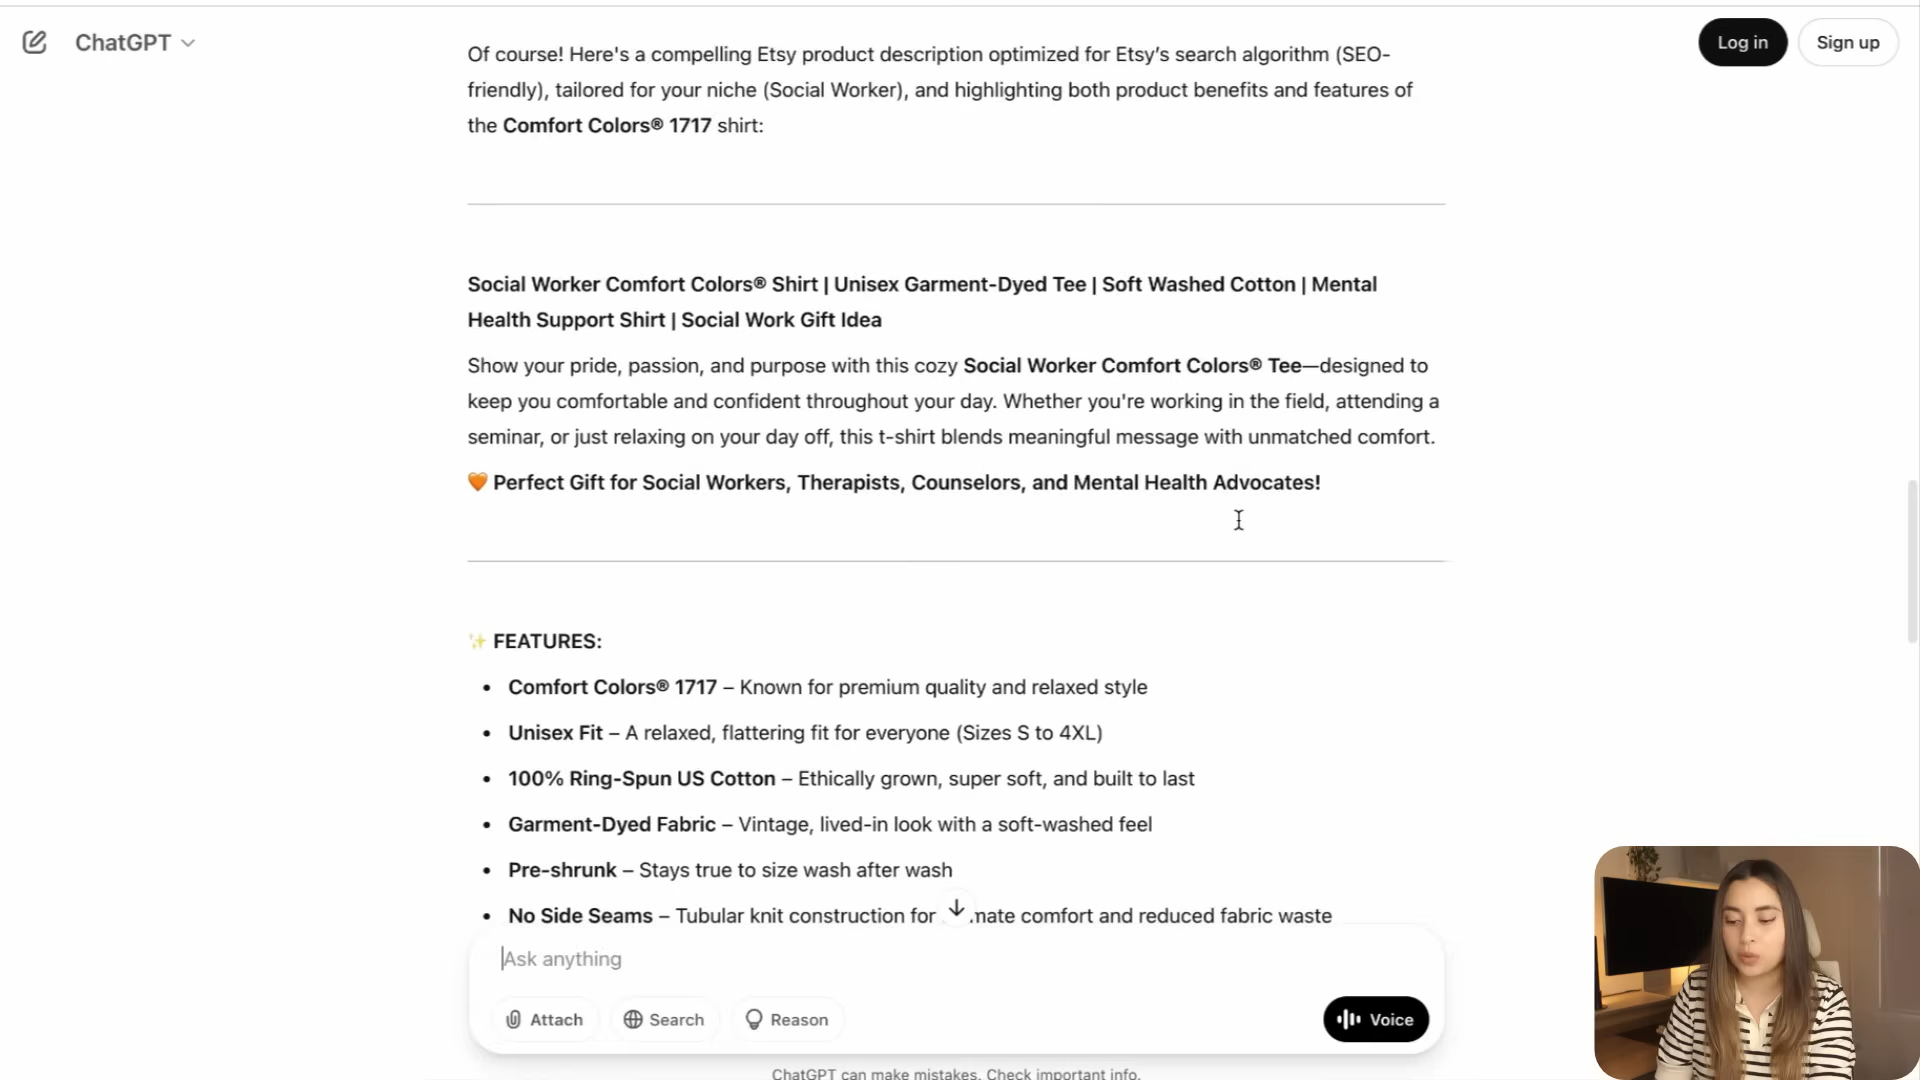 ChatGPT
Log in
Sign up
Of course! Here's a compelling Etsy product description optimized for Etsy's search algorithm (SEO-
friendly), tailored for your niche (Social Worker), and highlighting both product benefits and features of
the Comfort Colors® 1717 shirt:
Social Worker Comfort Colors® Shirt | Unisex Garment-Dyed Tee | Soft Washed Cotton | Mental
Health Support Shirt | Social Work Gift Idea
Show your pride, passion, and purpose with this cozy Social Worker Comfort Colors® Tee—designed to
keep you comfortable and confident throughout your day. Whether you're working in the field, attending a
seminar, or just relaxing on your day off, this t-shirt blends meaningful message with unmatched comfort.
🧡 Perfect Gift for Social Workers, Therapists, Counselors, and Mental Health Advocates!
✨ FEATURES:
• Comfort Colors® 1717 – Known for premium quality and relaxed style
• Unisex Fit – A relaxed, flattering fit for everyone (Sizes S to 4XL)
• 100% Ring-Spun US Cotton – Ethically grown, super soft, and built to last
• Garment-Dyed Fabric – Vintage, lived-in look with a soft-washed feel
• Pre-shrunk – Stays true to size wash after wash
• No Side Seams – Tubular knit construction for comfort and reduced fabric waste
Ask anything
Attach
Search
Reason
Voice
ChatGPT can make mistakes. Check important info.